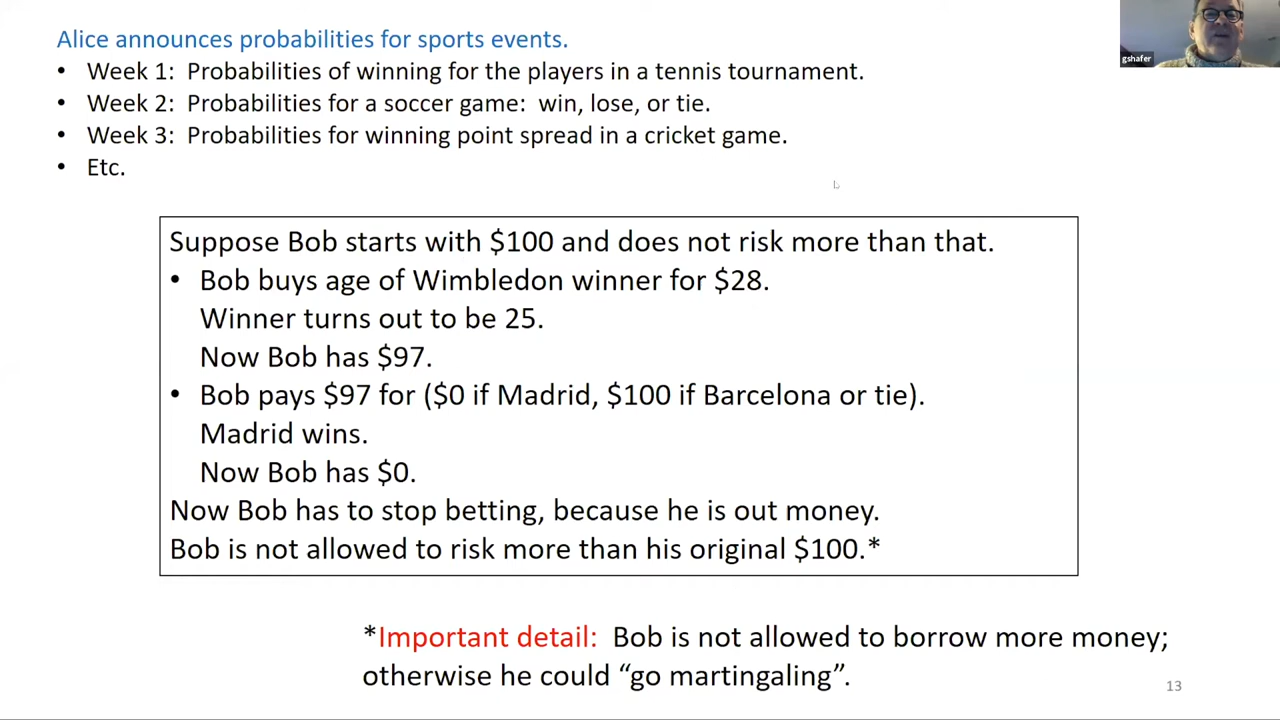 Alice announces probabilities for sports events.
• Week 1: Probabilities of winning for the players in a tennis tournament.
• Week 2: Probabilities for a soccer game: win, lose, or tie.
• Week 3: Probabilities for winning point spread in a cricket game.
• Etc.
gshafer
Suppose Bob starts with $100 and does not risk more than that.
• Bob buys age of Wimbledon winner for $28.
Winner turns out to be 25.
Now Bob has $97.
• Bob pays $97 for ($0 if Madrid, $100 if Barcelona or tie).
Madrid wins.
Now Bob has $0.
Now Bob has to stop betting, because he is out money.
Bob is not allowed to risk more than his original $100.*
*Important detail: Bob is not allowed to borrow more money;
otherwise he could “go martingaling”.
13